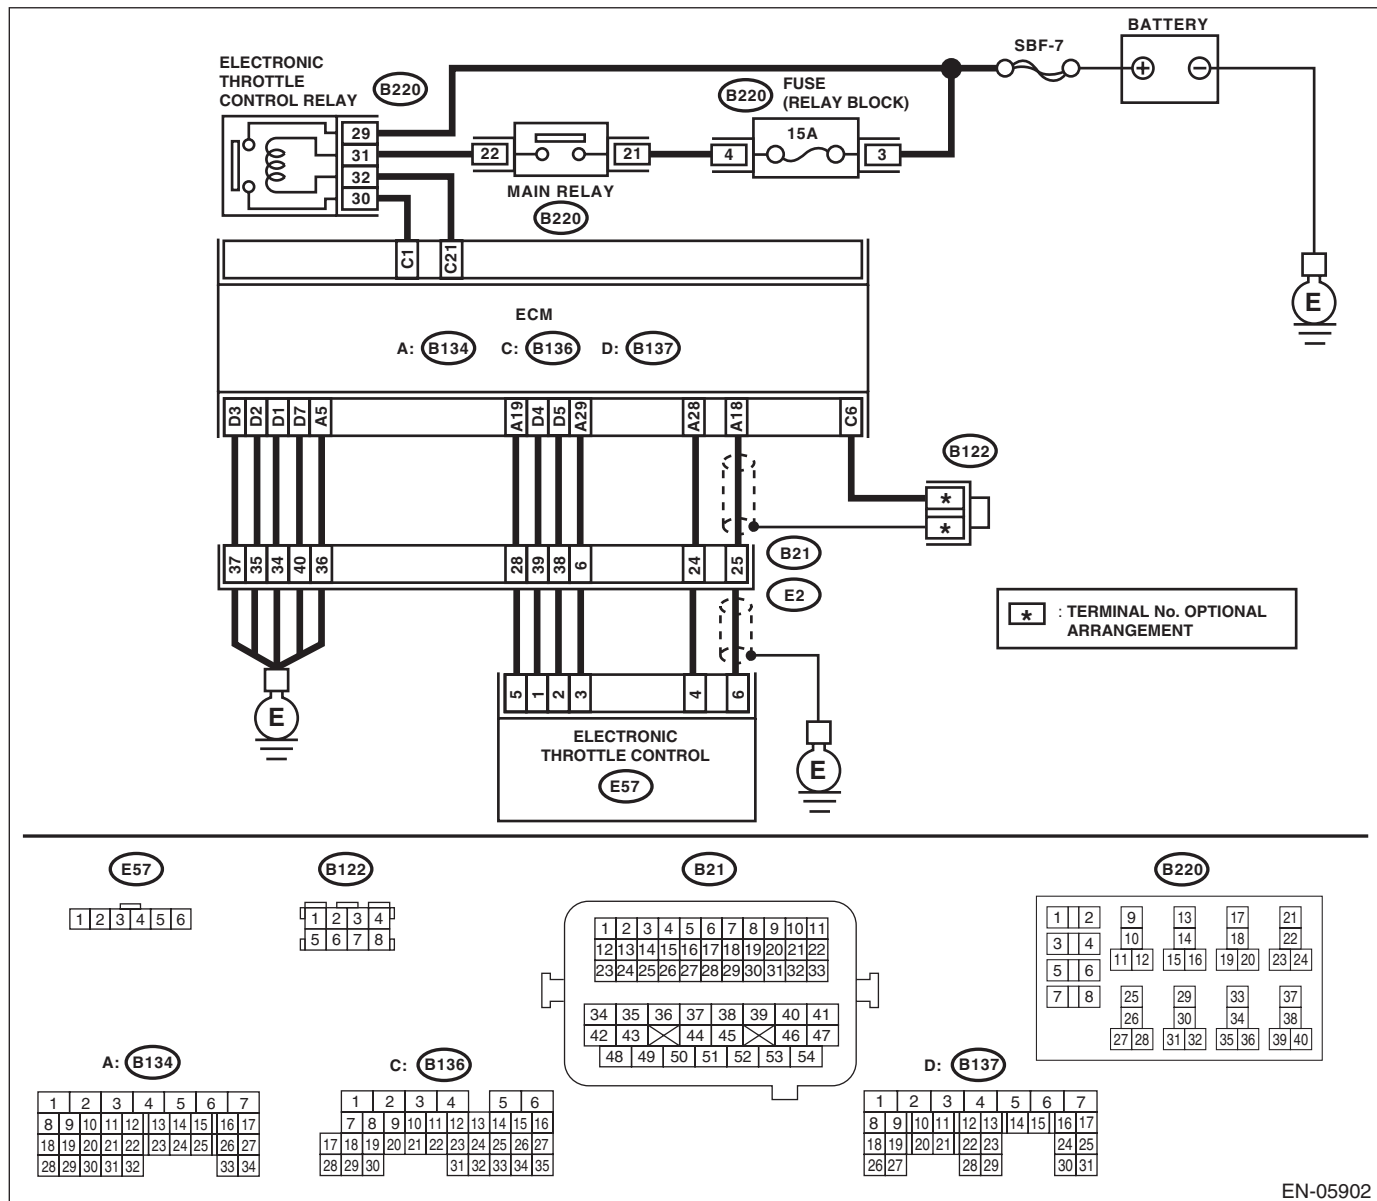 BATTERY
SBF-7
ELECTRONIC
THROTTLE
CONTROL RELAY
B220
B220
FUSE
(RELAY BLOCK)
15A
29
31
32
30
22
21
4
3
MAIN RELAY
B220
C1
C21
E
ECM
A: B134 C: B136 D: B137
D3 D2 D1 D7 A5 A19 D4 D5 A29 A28 A18 C6
B122
*
*
37 35 34 40 36 28 39 38 6 24 25
B21
E2
* : TERMINAL No. OPTIONAL
ARRANGEMENT
5 1 2 3 4 6
E
ELECTRONIC
THROTTLE CONTROL
E57
E
E57
1 2 3 4 5 6
B122
1 2 3 4
5 6 7 8
B21
1 2 3 4 5 6 7 8 9 10 11
12 13 14 15 16 17 18 19 20 21 22
23 24 25 26 27 28 29 30 31 32 33
34 35 36 37 38 39 40 41
42 43 44 45 46 47
48 49 50 51 52 53 54
B220
1 2 9 13 17 21
3 4 10 14 18 22
5 6 11 12 15 16 19 20 23 24
7 8 25 29 33 37
26 30 34 38
27 28 31 32 35 36 39 40
A: B134
1 2 3 4 5 6 7
8 9 10 11 12 13 14 15 16 17
18 19 20 21 22 23 24 25 26 27
28 29 30 31 32 33 34
C: B136
1 2 3 4 5 6
7 8 9 10 11 12 13 14 15 16
17 18 19 20 21 22 23 24 25 26 27
28 29 30 31 32 33 34 35
D: B137
1 2 3 4 5 6 7
8 9 10 11 12 13 14 15 16 17
18 19 20 21 22 23 24 25
26 27 28 29 30 31
EN-05902